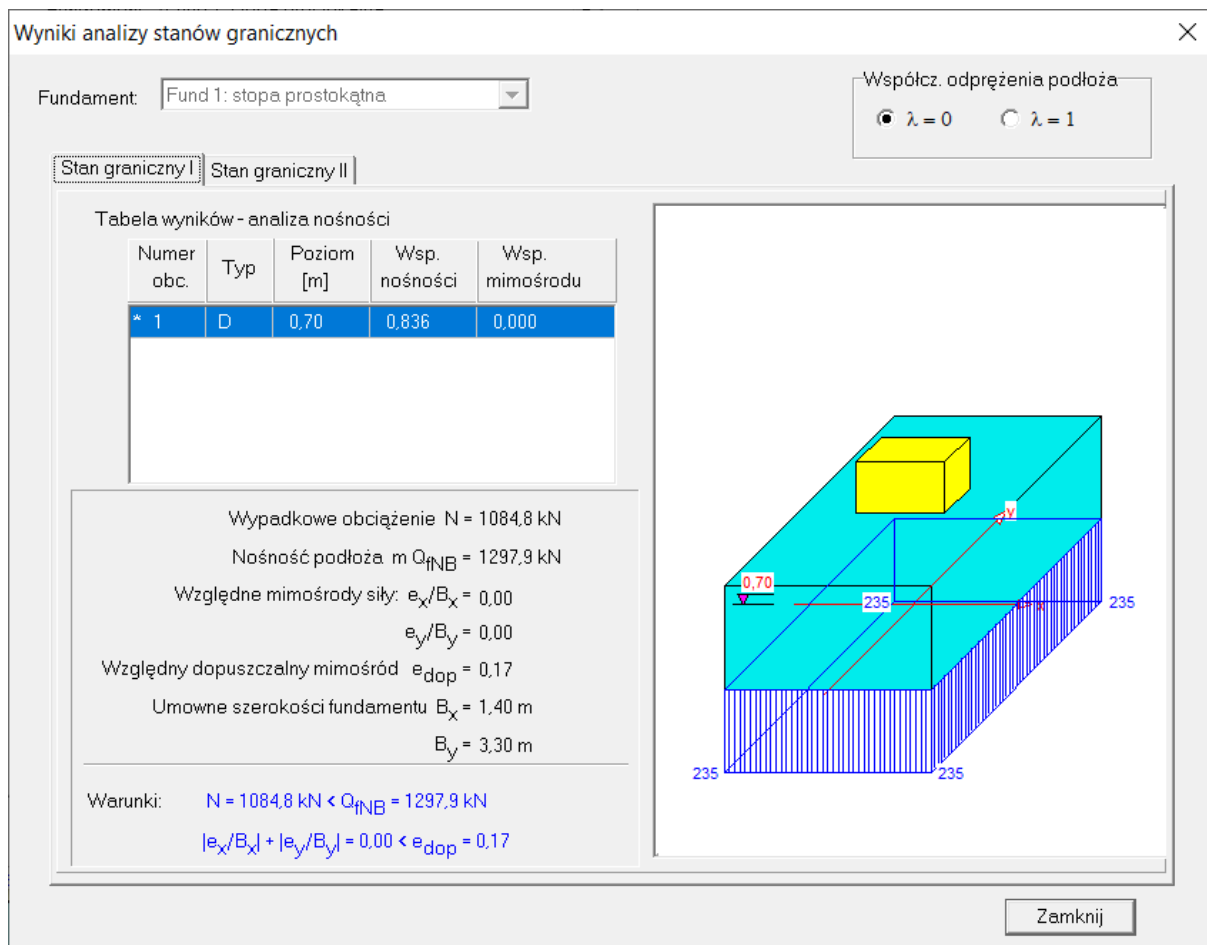 Wyniki analizy stanów granicznych
Fundament:
Fund 1: stopa prostokątna
Współcz. odprężenia podłoża
λ = 0
λ = 1
Stan graniczny I
Stan graniczny II
Tabela wyników - analiza nośności
Numer obc.
Typ
Poziom [m]
Wsp. nośności
Wsp. mimośrodu
* 1
D
0,70
0,836
0,000
Wypadkowe obciążenie N = 1084,8 kN
Nośność podłoża m QfNB = 1297,9 kN
Względne mimośrody siły: ex/Bx = 0,00
ey/By = 0,00
Względny dopuszczalny mimośród edop = 0,17
Umowne szerokości fundamentu Bx = 1,40 m
By = 3,30 m
Warunki: N = 1084,8 kN < QfNB = 1297,9 kN
|ex/Bx| + |ey/By| = 0,00 < edop = 0,17
y
0,70
235
x
235
235
235
Zamknij